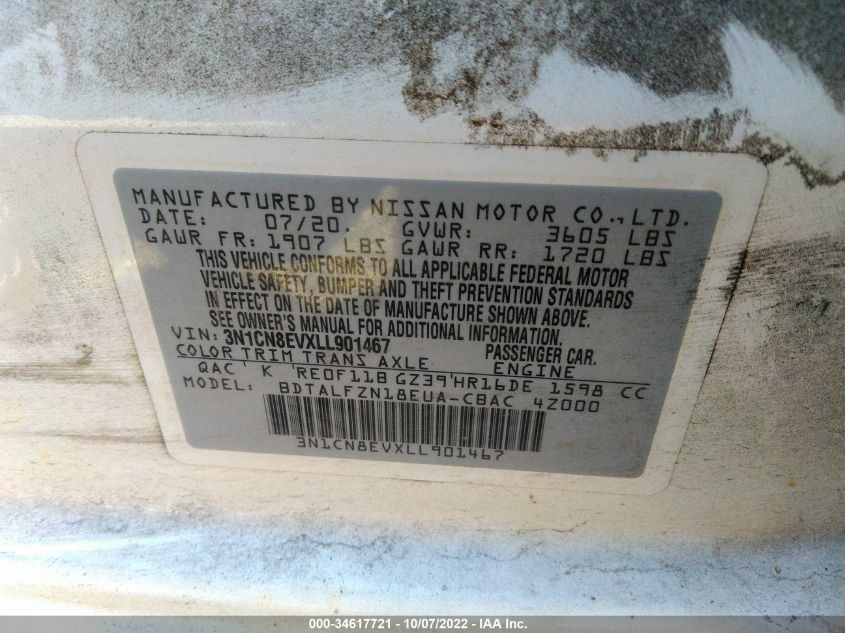 MANUFACTURED BY NISSAN MOTOR CO.,LTD.
DATE: 07/20. GVWR: 3605 LBS
GAWR FR: 1907 LBS GAWR RR: 1720 LBS
THIS VEHICLE CONFORMS TO ALL APPLICABLE FEDERAL MOTOR
VEHICLE SAFETY, BUMPER AND THEFT PREVENTION STANDARDS
IN EFFECT ON THE DATE OF MANUFACTURE SHOWN ABOVE.
SEE OWNER'S MANUAL FOR ADDITIONAL INFORMATION.
VIN: 3N1CN8EVXLL901467 PASSENGER CAR.
COLOR TRIM TRANS AXLE ENGINE
QAC' K 'RE0F11B GZ39'HR16DE 1598 CC
MODEL: BDTALFZN18EUA-CBAC 4Z000
3N1CN8EVXLL901467
000-34617721 - 10/07/2022 - IAA Inc.